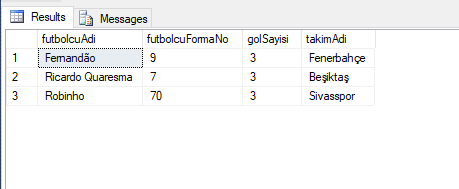 Results Messages
futbolcuAdi futbolcuFormaNo golSayisi takimAdi
1 Fernandão 9 3 Fenerbahçe
2 Ricardo Quaresma 7 3 Beşiktaş
3 Robinho 70 3 Sivasspor